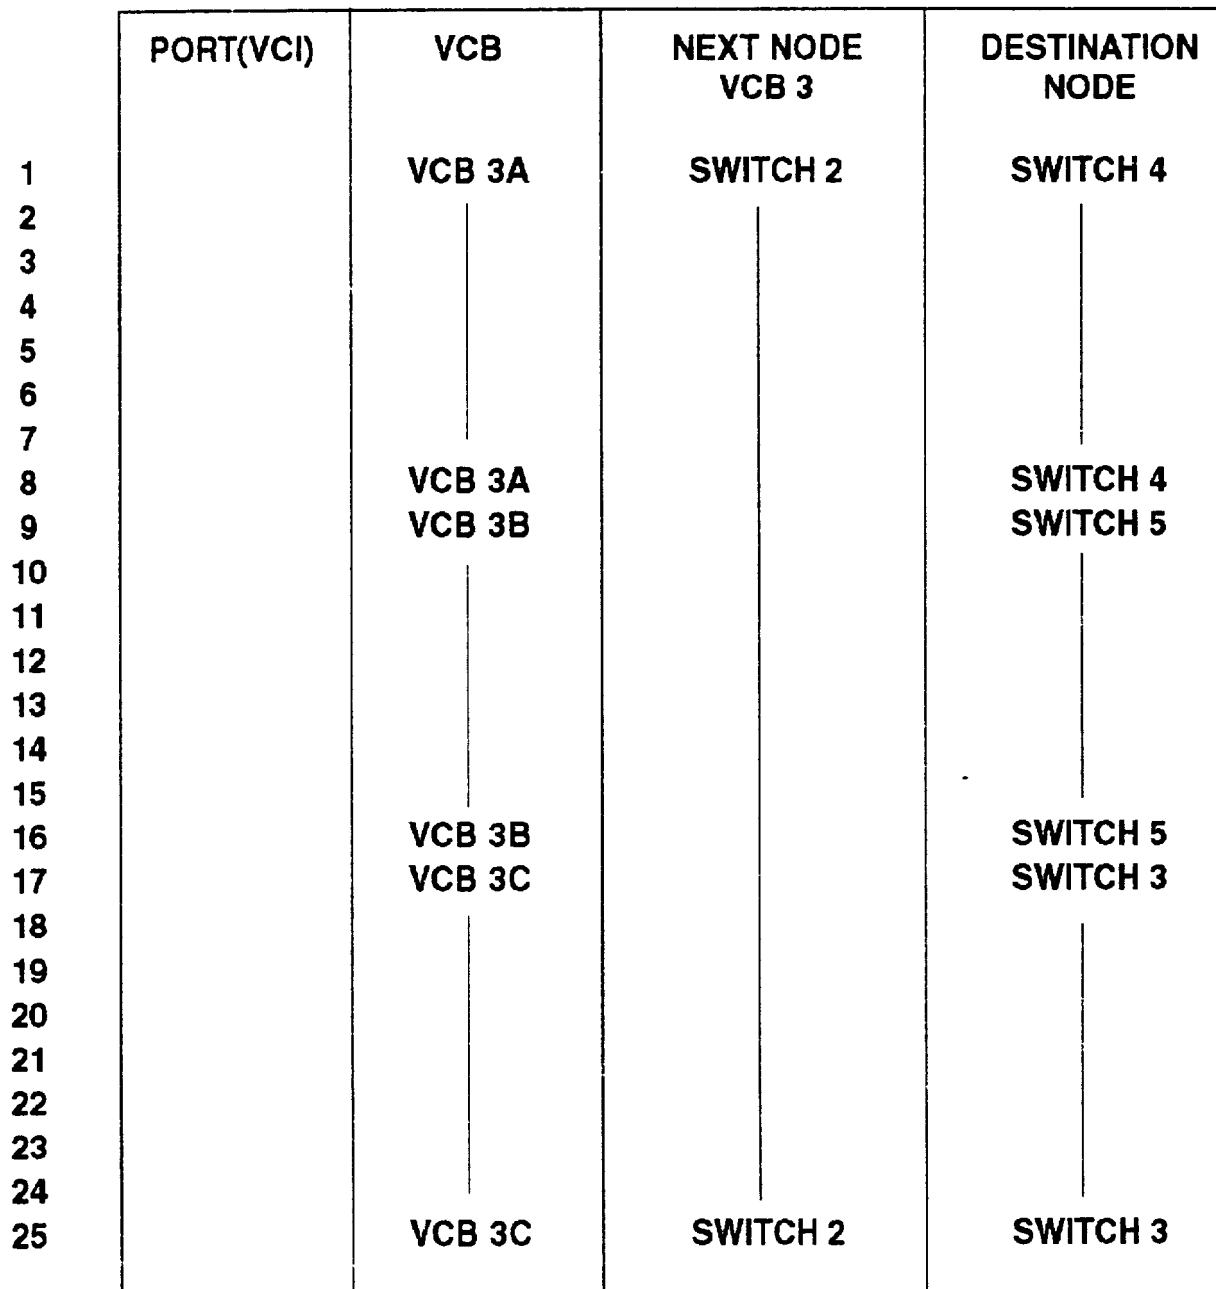 PORT(VCI) VCB NEXT NODE DESTINATION
VCB 3 NODE
1 VCB 3A SWITCH 2 SWITCH 4
2
3
4
5
6
7
8 VCB 3A SWITCH 4
9 VCB 3B SWITCH 5
10
11
12
13
14
15
16 VCB 3B SWITCH 5
17 VCB 3C SWITCH 3
18
19
20
21
22
23
24
25 VCB 3C SWITCH 2 SWITCH 3